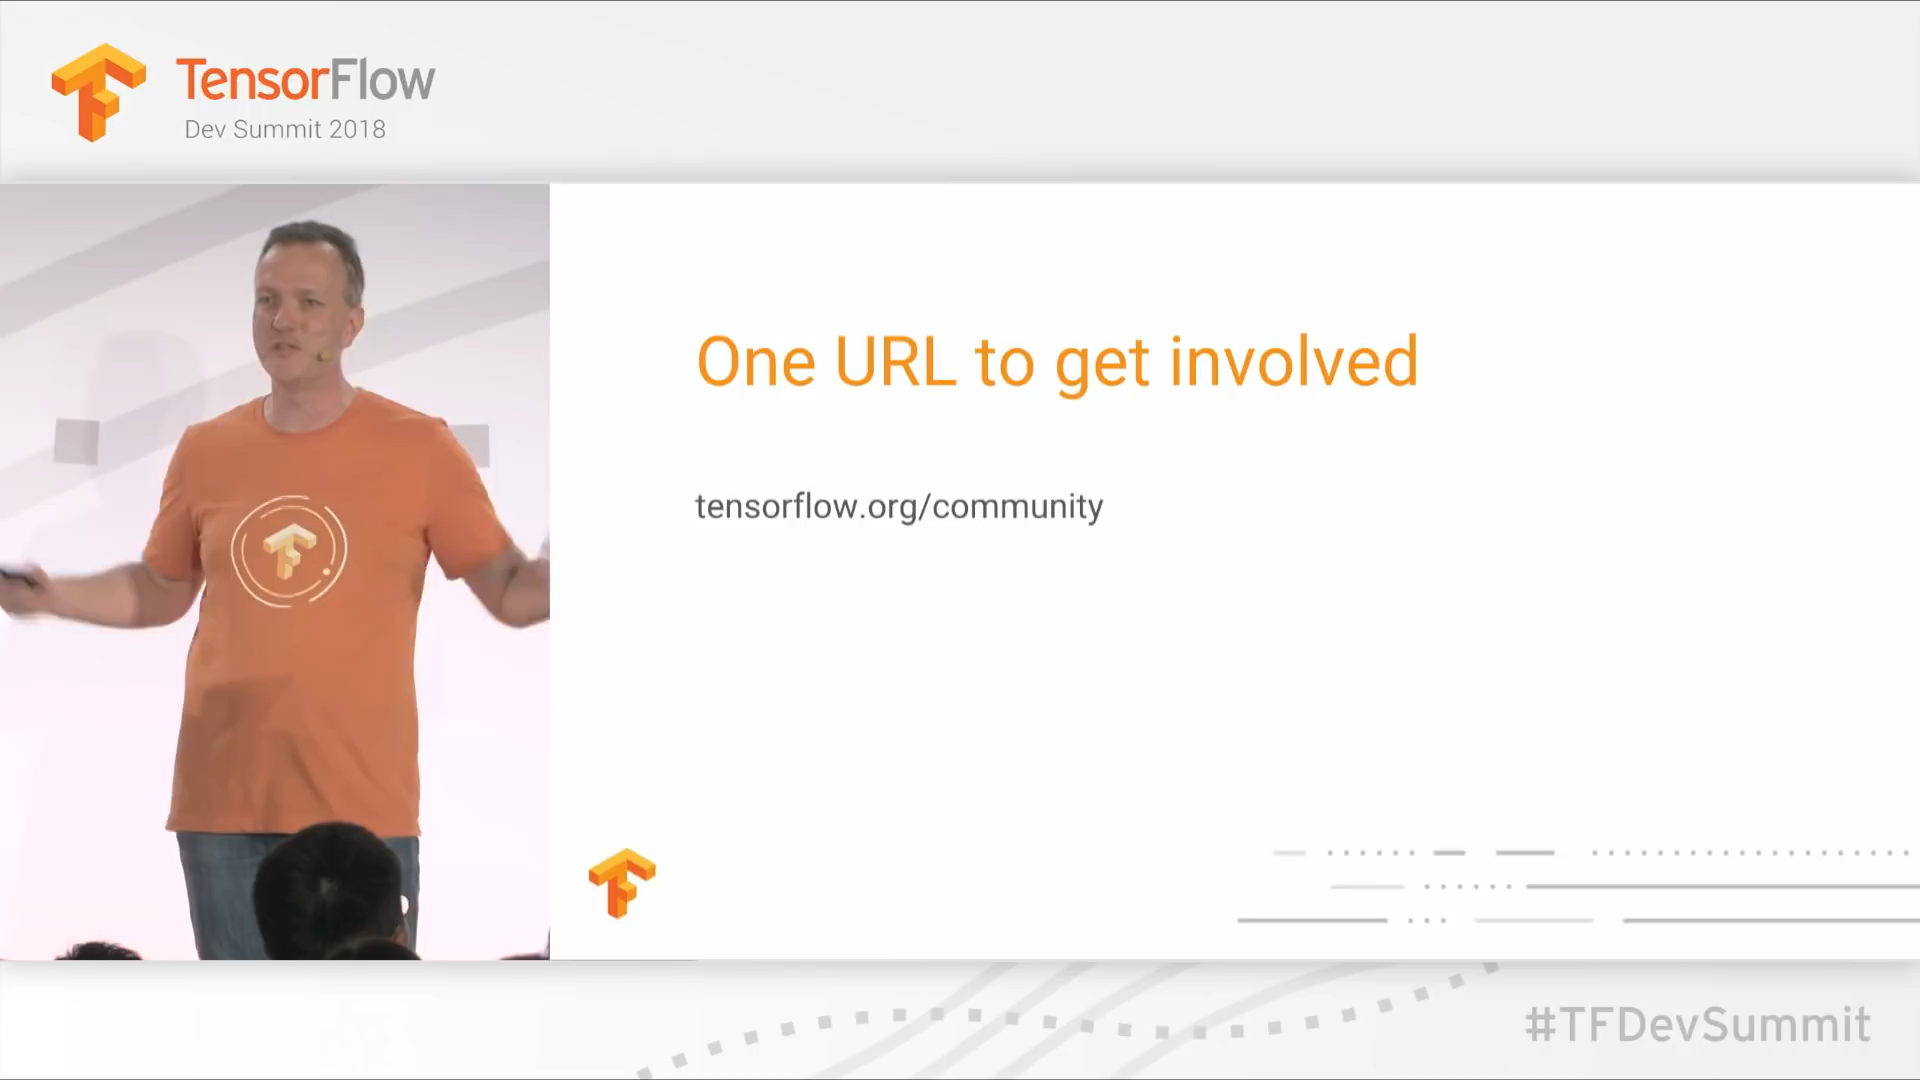 TensorFlow
Dev Summit 2018
One URL to get involved
tensorflow.org/community
#TFDevSummit